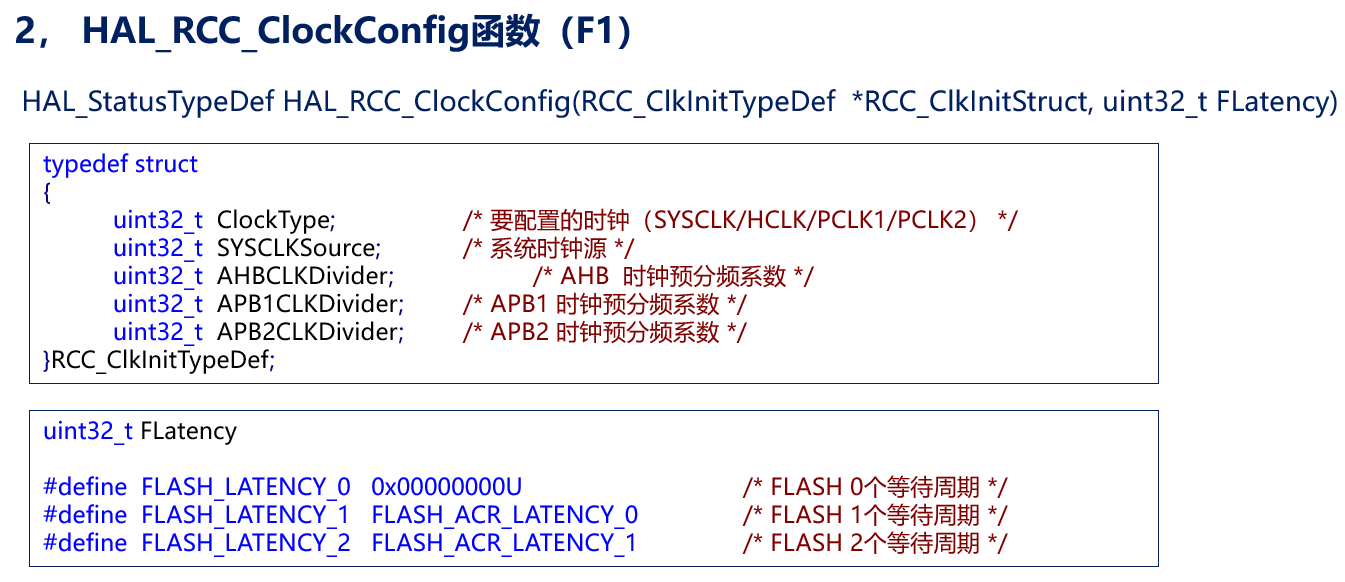 2， HAL_RCC_ClockConfig函数（F1）
HAL_StatusTypeDef HAL_RCC_ClockConfig(RCC_ClkInitTypeDef *RCC_ClkInitStruct, uint32_t FLatency)
typedef struct
{
uint32_t ClockType; /* 要配置的时钟（SYSCLK/HCLK/PCLK1/PCLK2） */
uint32_t SYSCLKSource; /* 系统时钟源 */
uint32_t AHBCLKDivider; /* AHB 时钟预分频系数 */
uint32_t APB1CLKDivider; /* APB1 时钟预分频系数 */
uint32_t APB2CLKDivider; /* APB2 时钟预分频系数 */
}RCC_ClkInitTypeDef;
uint32_t FLatency
#define FLASH_LATENCY_0 0x00000000U /* FLASH 0个等待周期 */
#define FLASH_LATENCY_1 FLASH_ACR_LATENCY_0 /* FLASH 1个等待周期 */
#define FLASH_LATENCY_2 FLASH_ACR_LATENCY_1 /* FLASH 2个等待周期 */